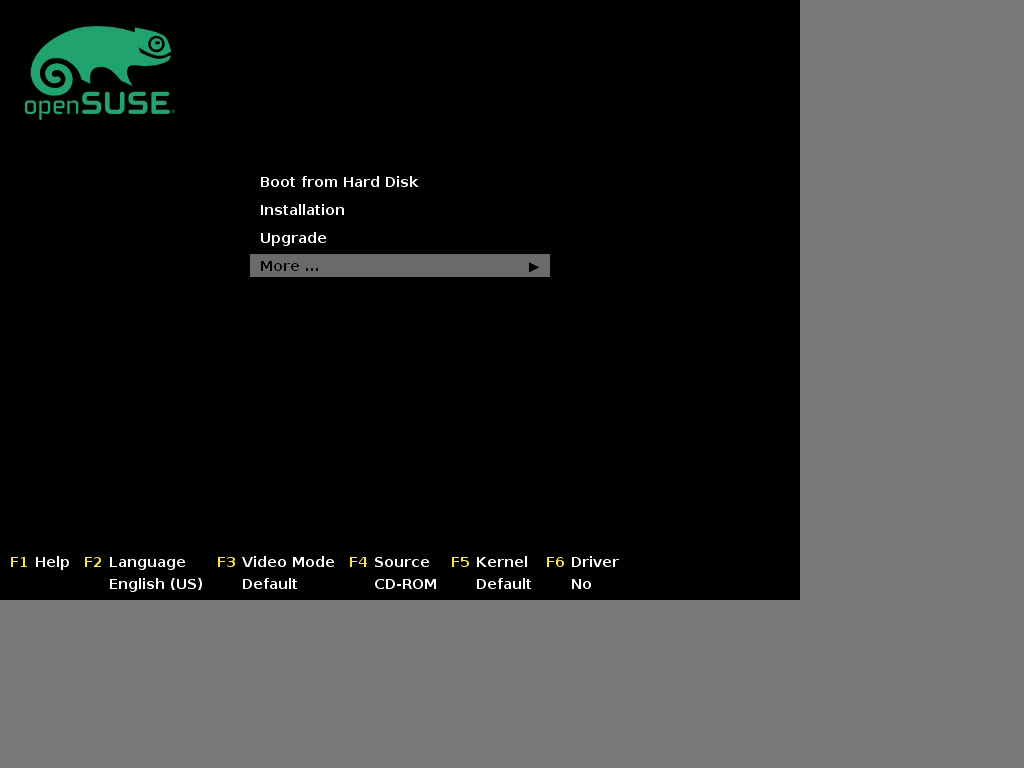 openSUSE
Boot from Hard Disk
Installation
Upgrade
More ...
F1 Help F2 Language F3 Video Mode F4 Source F5 Kernel F6 Driver
English (US) Default CD-ROM Default No